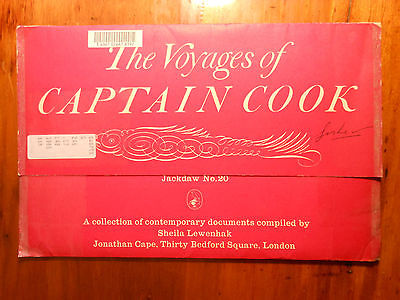 The Voyages of
CAPTAIN COOK
Jackdaw No.20
A collection of contemporary documents compiled by
Sheila Lewenhak
Jonathan Cape, Thirty Bedford Square, London